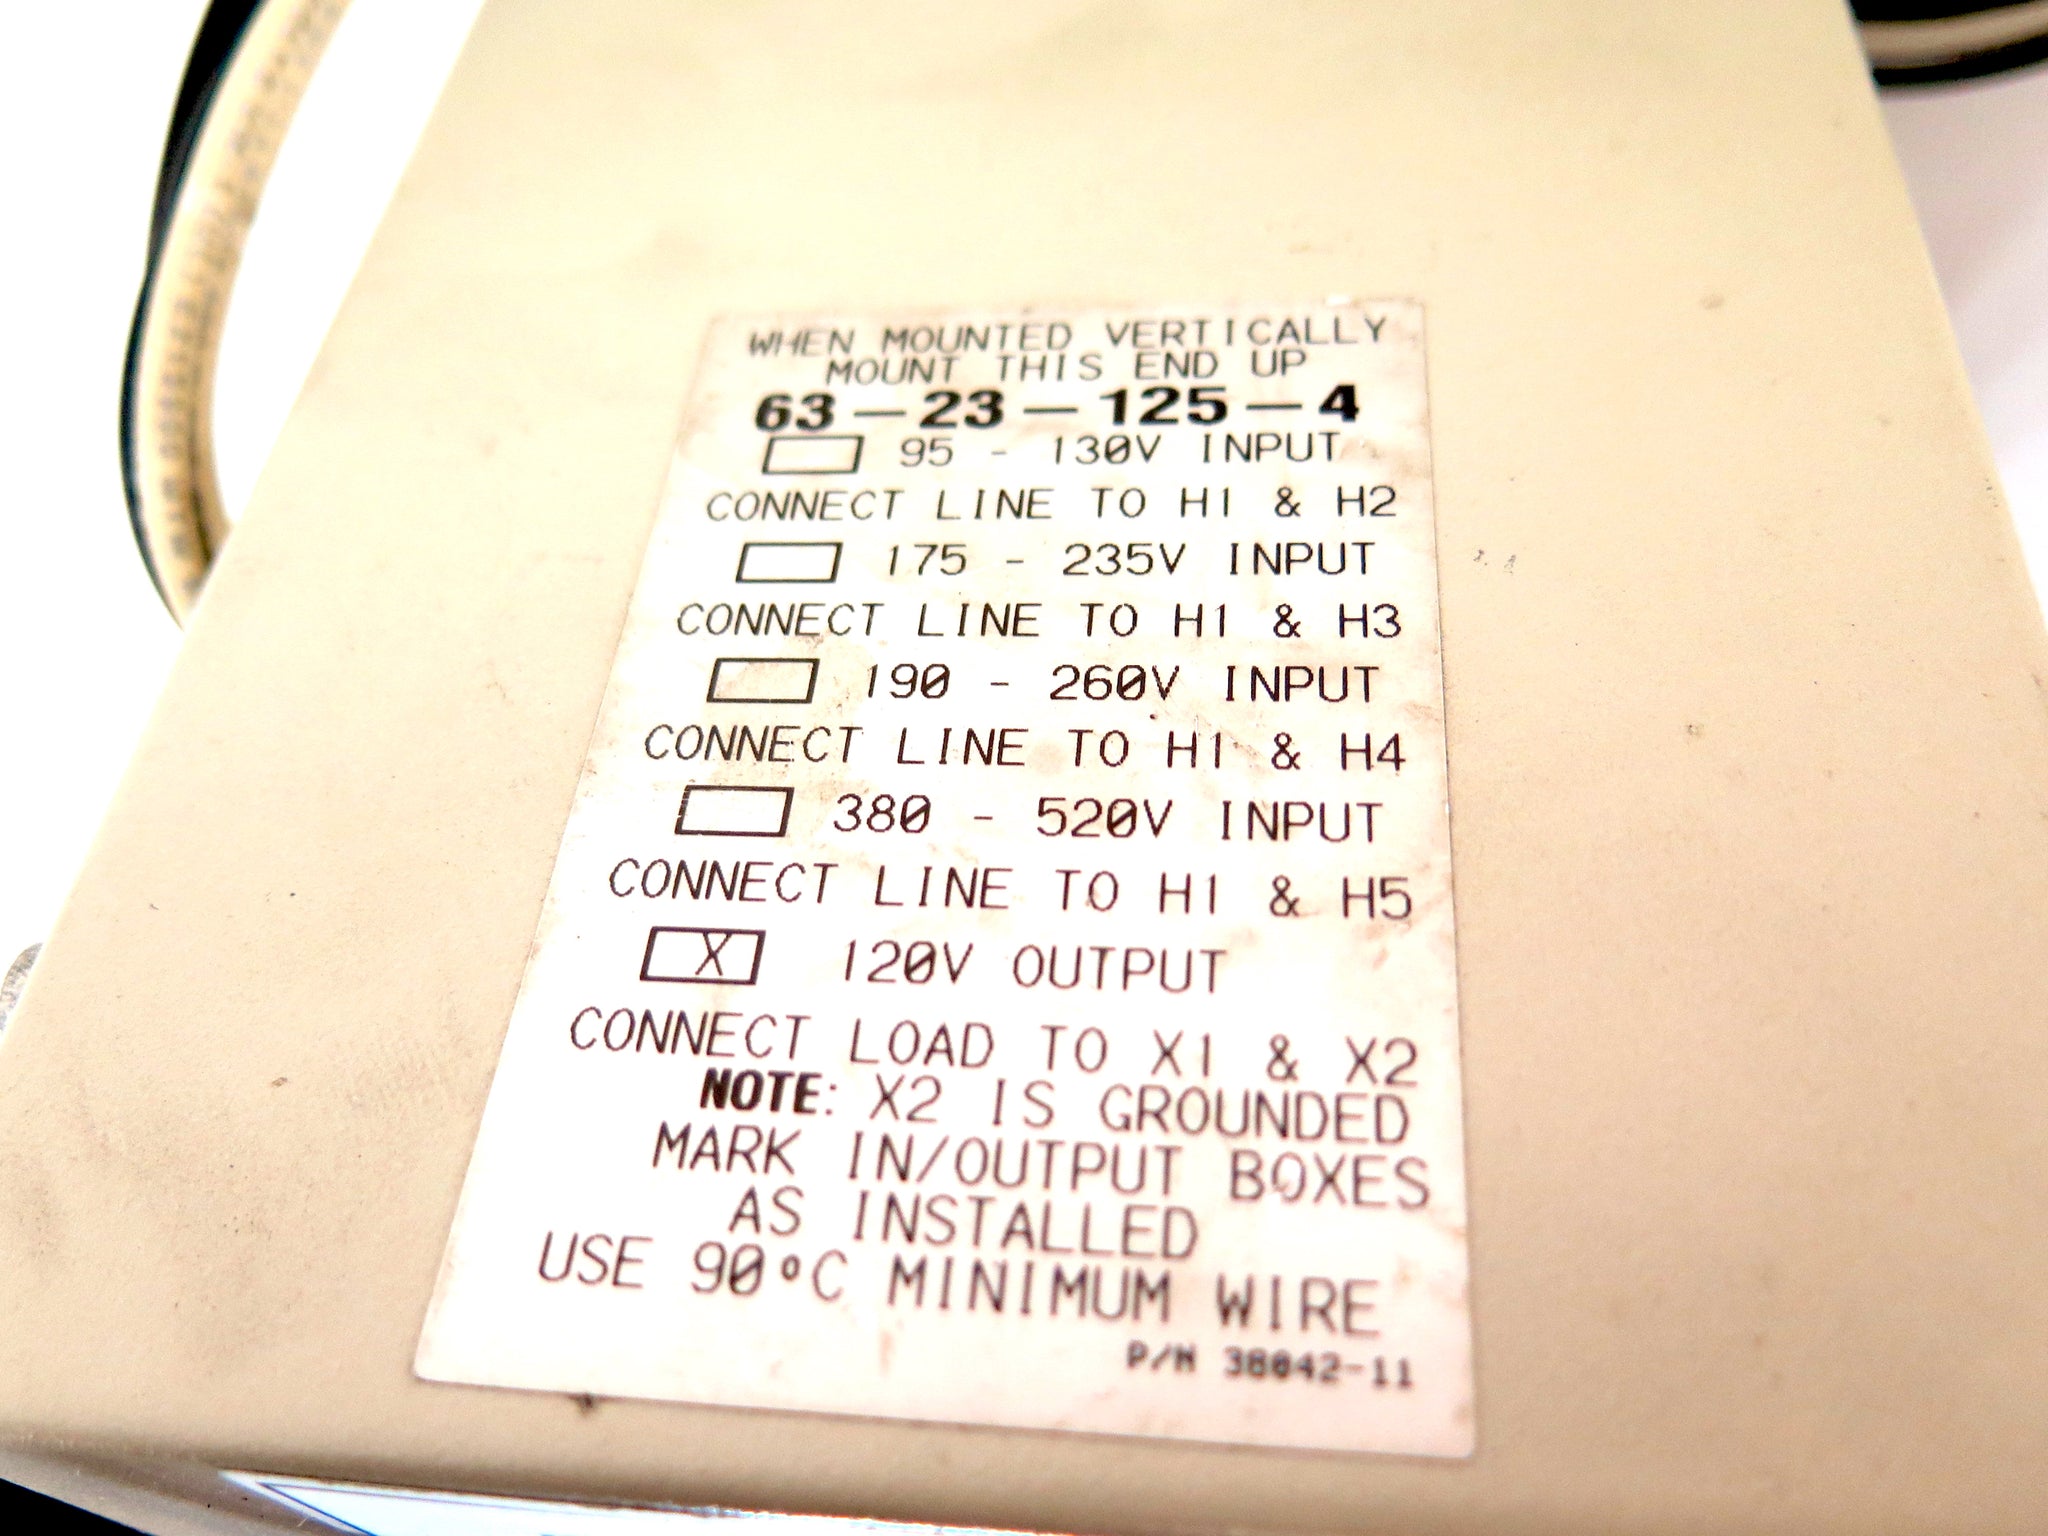 WHEN MOUNTED VERTICALLY
MOUNT THIS END UP
63-23-125-4
95 - 130V INPUT
CONNECT LINE TO H1 & H2
175 - 235V INPUT
CONNECT LINE TO H1 & H3
190 - 260V INPUT
CONNECT LINE TO H1 & H4
380 - 520V INPUT
CONNECT LINE TO H1 & H5
X 120V OUTPUT
CONNECT LOAD TO X1 & X2
NOTE: X2 IS GROUNDED
MARK IN/OUTPUT BOXES
AS INSTALLED
USE 90°C MINIMUM WIRE
P/N 38042-11